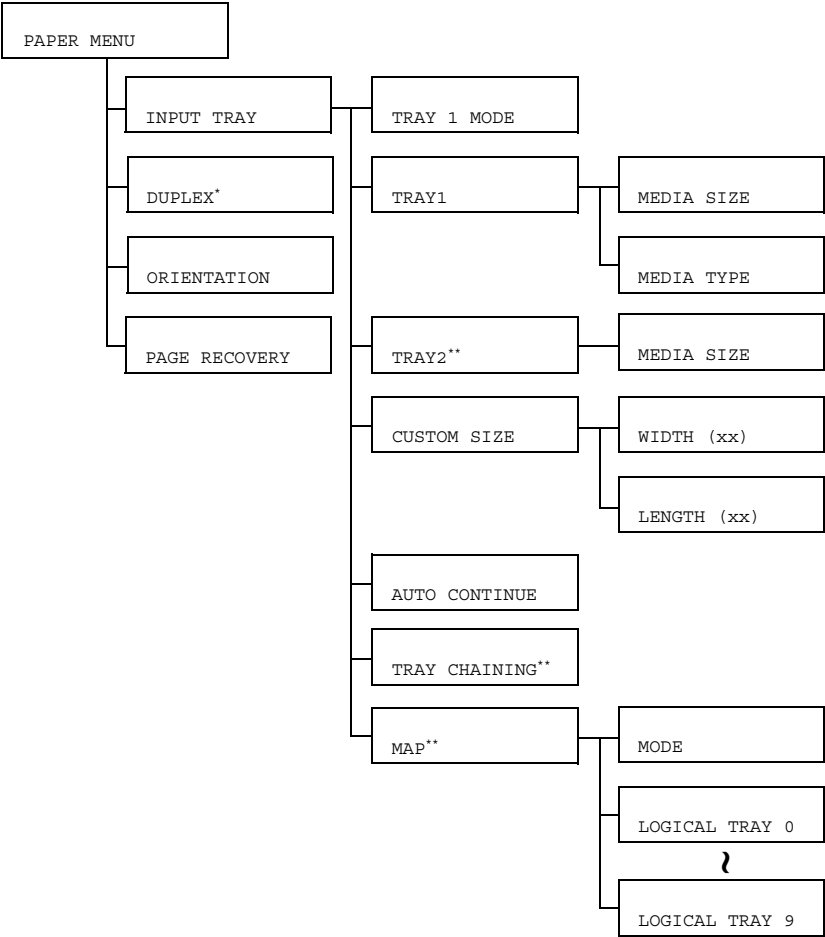 PAPER MENU
INPUT TRAY
TRAY 1 MODE
DUPLEX*
TRAY1
MEDIA SIZE
ORIENTATION
MEDIA TYPE
PAGE RECOVERY
TRAY2**
MEDIA SIZE
CUSTOM SIZE
WIDTH (xx)
LENGTH (xx)
AUTO CONTINUE
TRAY CHAINING**
MAP**
MODE
LOGICAL TRAY 0
~
LOGICAL TRAY 9